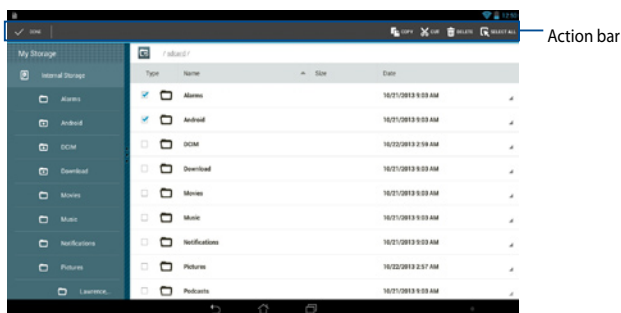 12:50
DONE COPY CUT DELETE SELECT ALL
Action bar
My Storage /sdcard/
Internal Storage Type Name Size Date
Alarms Alarms 10/21/2013 9:03 AM
Android Android 10/21/2013 9:03 AM
DCIM DCIM 10/22/2013 2:59 AM
Download Download 10/21/2013 9:03 AM
Movies Movies 10/21/2013 9:03 AM
Music Music 10/21/2013 9:03 AM
Notifications Notifications 10/21/2013 9:03 AM
Pictures Pictures 10/22/2013 2:57 AM
Lawrence... Podcasts 10/21/2013 9:03 AM